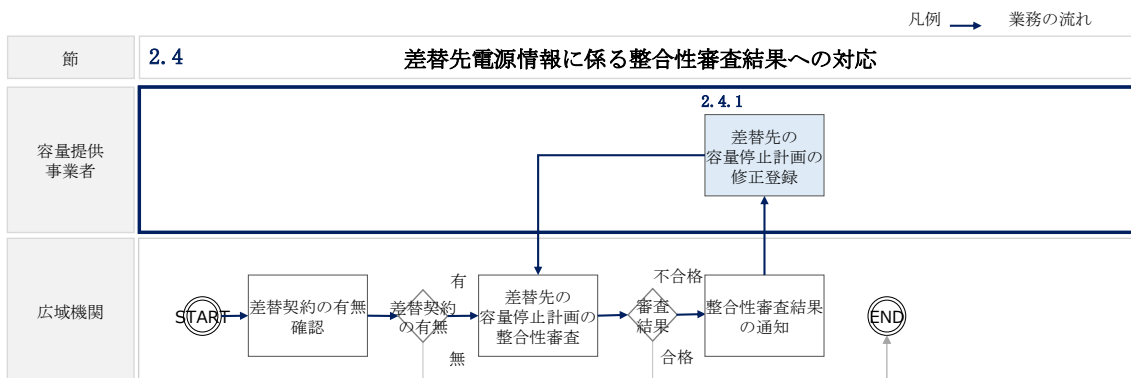 凡例
業務の流れ
節
2.4
差替先電源情報に係る整合性審査結果への対応
容量提供
事業者
2.4.1
差替先の
容量停止計画の
修正登録
広域機関
START
差替契約の有無
確認
差替契約
の有無
有
無
差替先の
容量停止計画の
整合性審査
審査
結果
不合格
合格
整合性審査結果
の通知
END